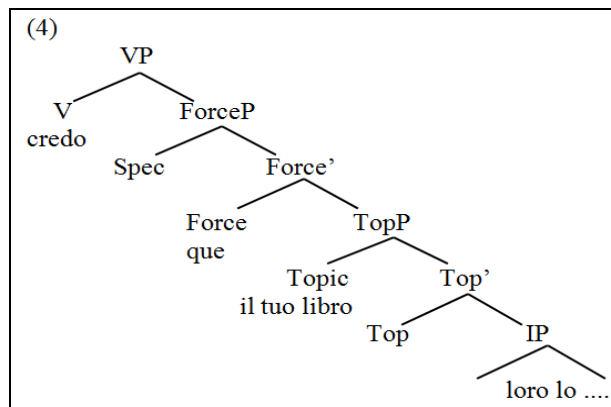 (4)
VP
V ForceP
credo
Spec Force’
Force TopP
que
Topic Top’
il tuo libro
Top IP
loro lo ....